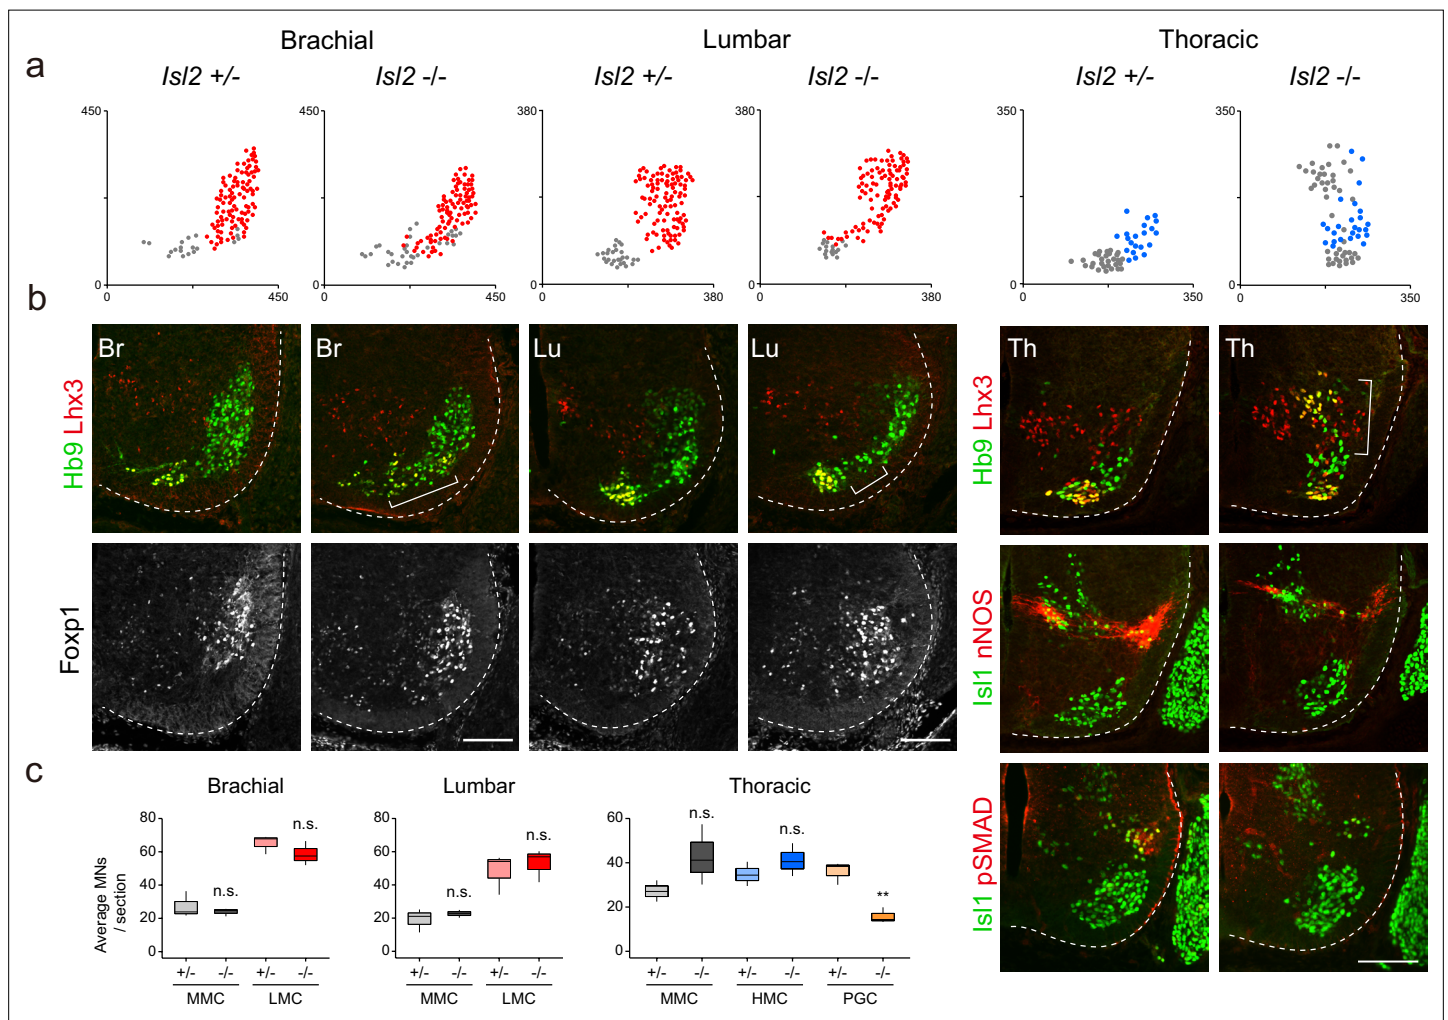 a
Brachial
Lumbar
Thoracic
Isl2 +/-
Isl2 -/-
Isl2 +/-
Isl2 -/-
Isl2 +/-
Isl2 -/-
450
0
0
450
450
0
0
450
380
0
0
380
380
0
0
380
350
0
0
350
350
0
0
350
b
Hb9 Lhx3
Br
Br
Lu
Lu
Hb9 Lhx3
Th
Th
Foxp1
Isl1 nNOS
Isl1 pSMAD
c
Brachial
Average MNs
/ section
80
60
40
20
0
n.s.
n.s.
+/-
-/-
+/-
-/-
MMC
LMC
Lumbar
80
60
40
20
0
n.s.
n.s.
+/-
-/-
+/-
-/-
MMC
LMC
Thoracic
60
40
20
0
n.s.
n.s.
**
+/-
-/-
+/-
-/-
+/-
-/-
MMC
HMC
PGC